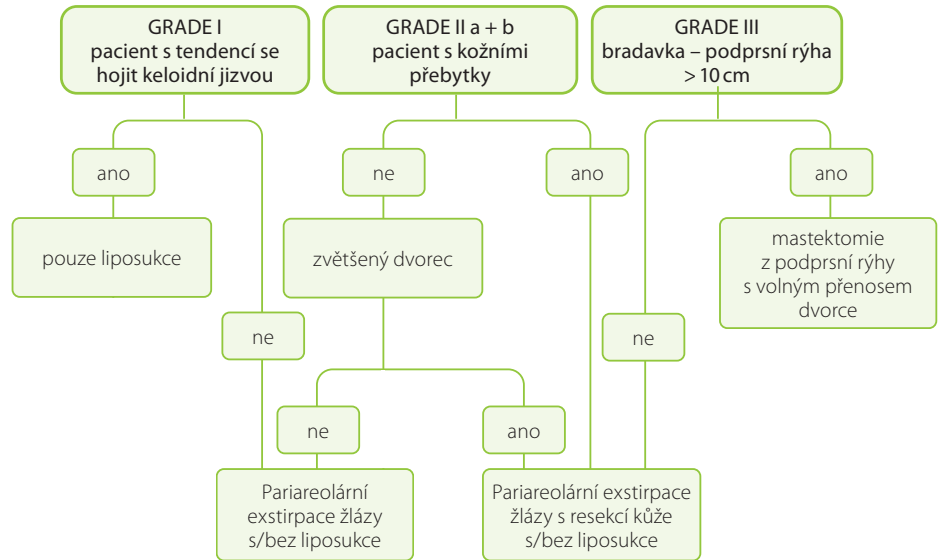 GRADE I
pacient s tendencí se
hojit keloidní jizvou
GRADE II a + b
pacient s kožními
přebytky
GRADE III
bradavka – podprsní rýha
> 10 cm
ano
ne
ano
ano
pouze liposukce
zvětšený dvorec
mastektomie
z podprsní rýhy
s volným přenosem
dvorce
ne
ne
ne
ano
Pariareolární
exstirpace žlázy
s/bez liposukce
Pariareolární exstirpace
žlázy s resekcí kůže
s/bez liposukce